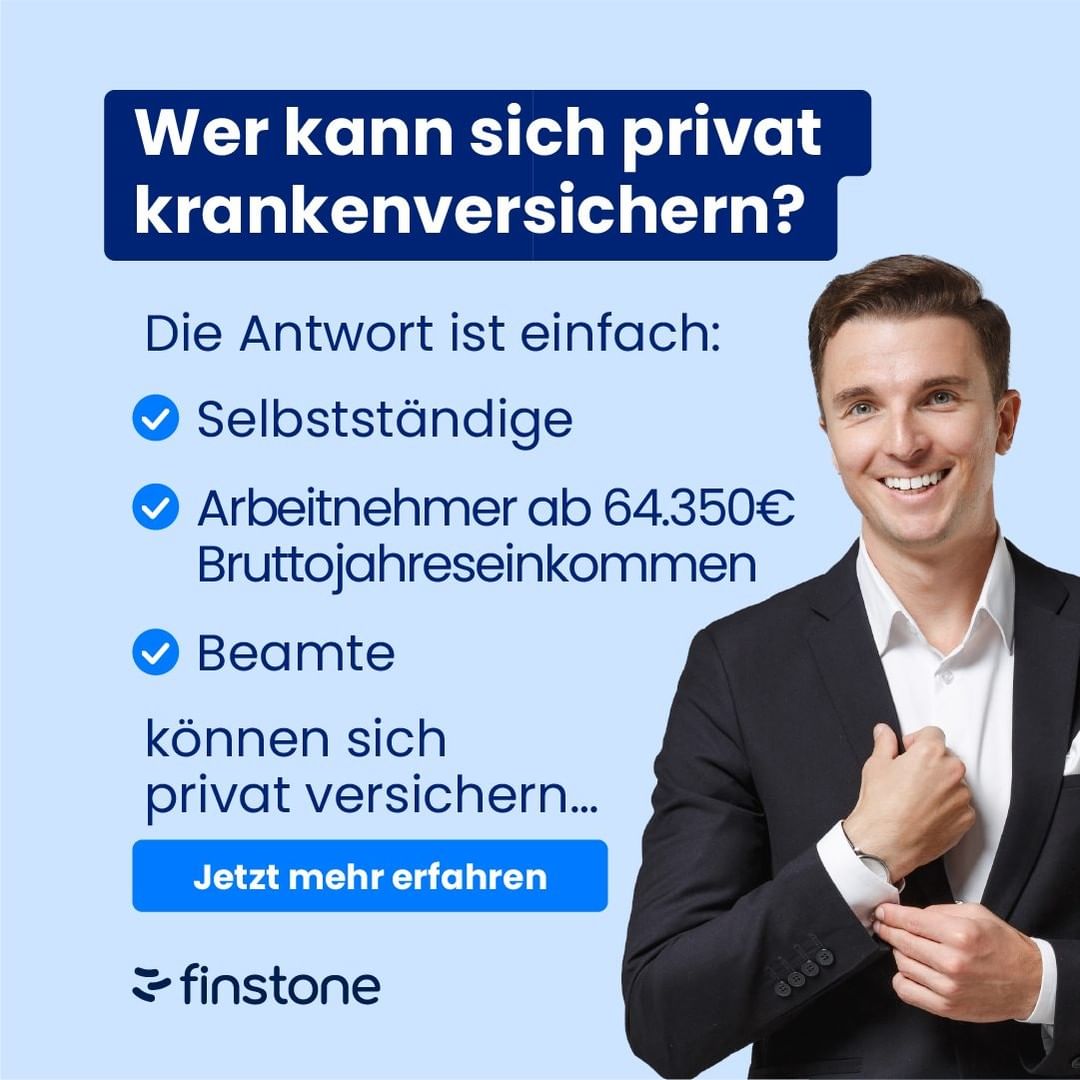 Wer kann sich privat
krankenversichern?
Die Antwort ist einfach:
Selbstständige
Arbeitnehmer ab 64.350€
Bruttojahreseinkommen
Beamte
können sich
privat versichern...
Jetzt mehr erfahren
finstone